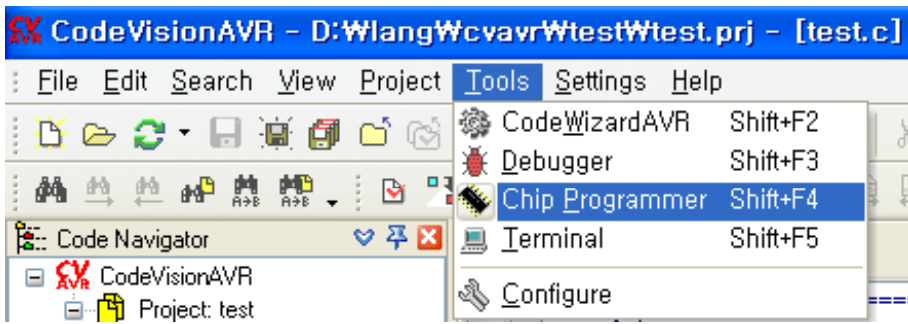 CodeVisionAVR - D:₩lang₩cvavr₩test₩test.prj - [test.c]
File Edit Search View Project Tools Settings Help
CodeWizardAVR Shift+F2
Debugger Shift+F3
Chip Programmer Shift+F4
Terminal Shift+F5
Configure
Code Navigator
CodeVisionAVR
Project: test